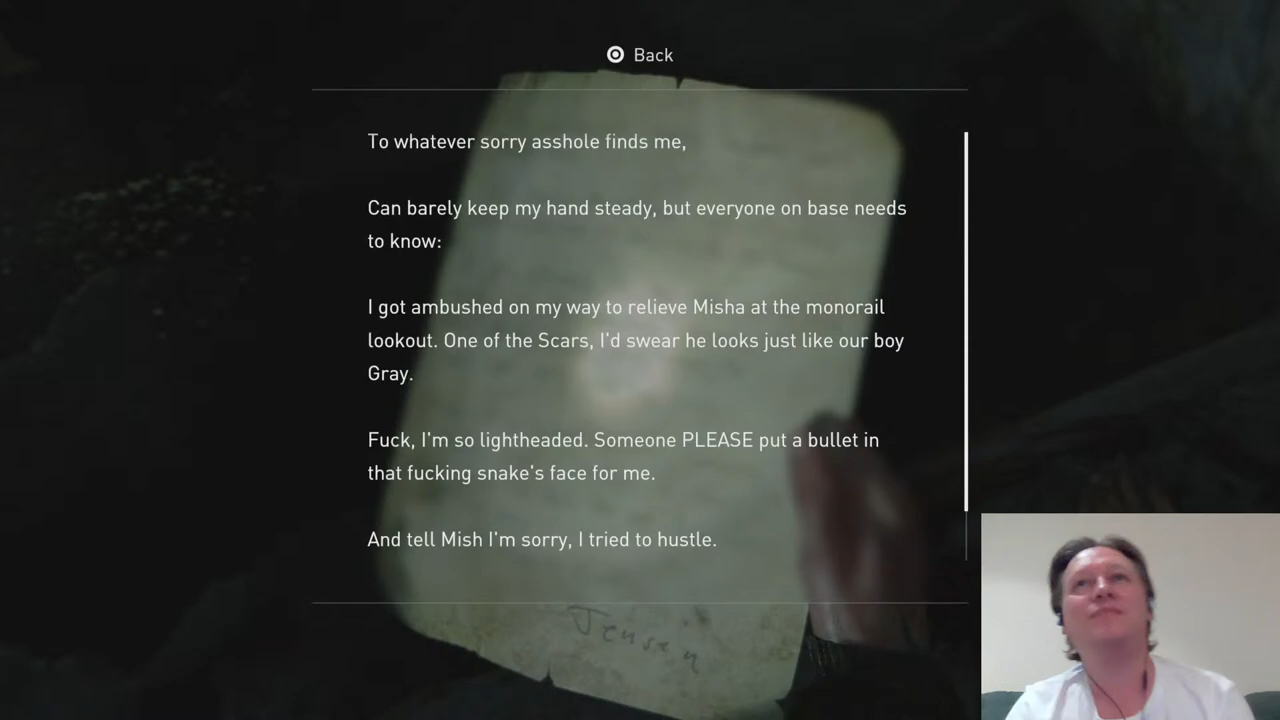 Back
To whatever sorry asshole finds me,
Can barely keep my hand steady, but everyone on base needs
to know:
I got ambushed on my way to relieve Misha at the monorail
lookout. One of the Scars, I'd swear he looks just like our boy
Gray.
Fuck, I'm so lightheaded. Someone PLEASE put a bullet in
that fucking snake's face for me.
And tell Mish I'm sorry, I tried to hustle.
Jensen